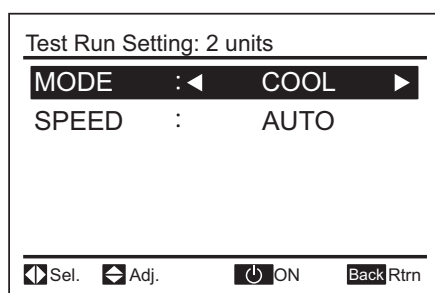 Test Run Setting: 2 units
MODE : ◀ COOL ▶
SPEED : AUTO
Sel. Adj. ON Back Rtrn